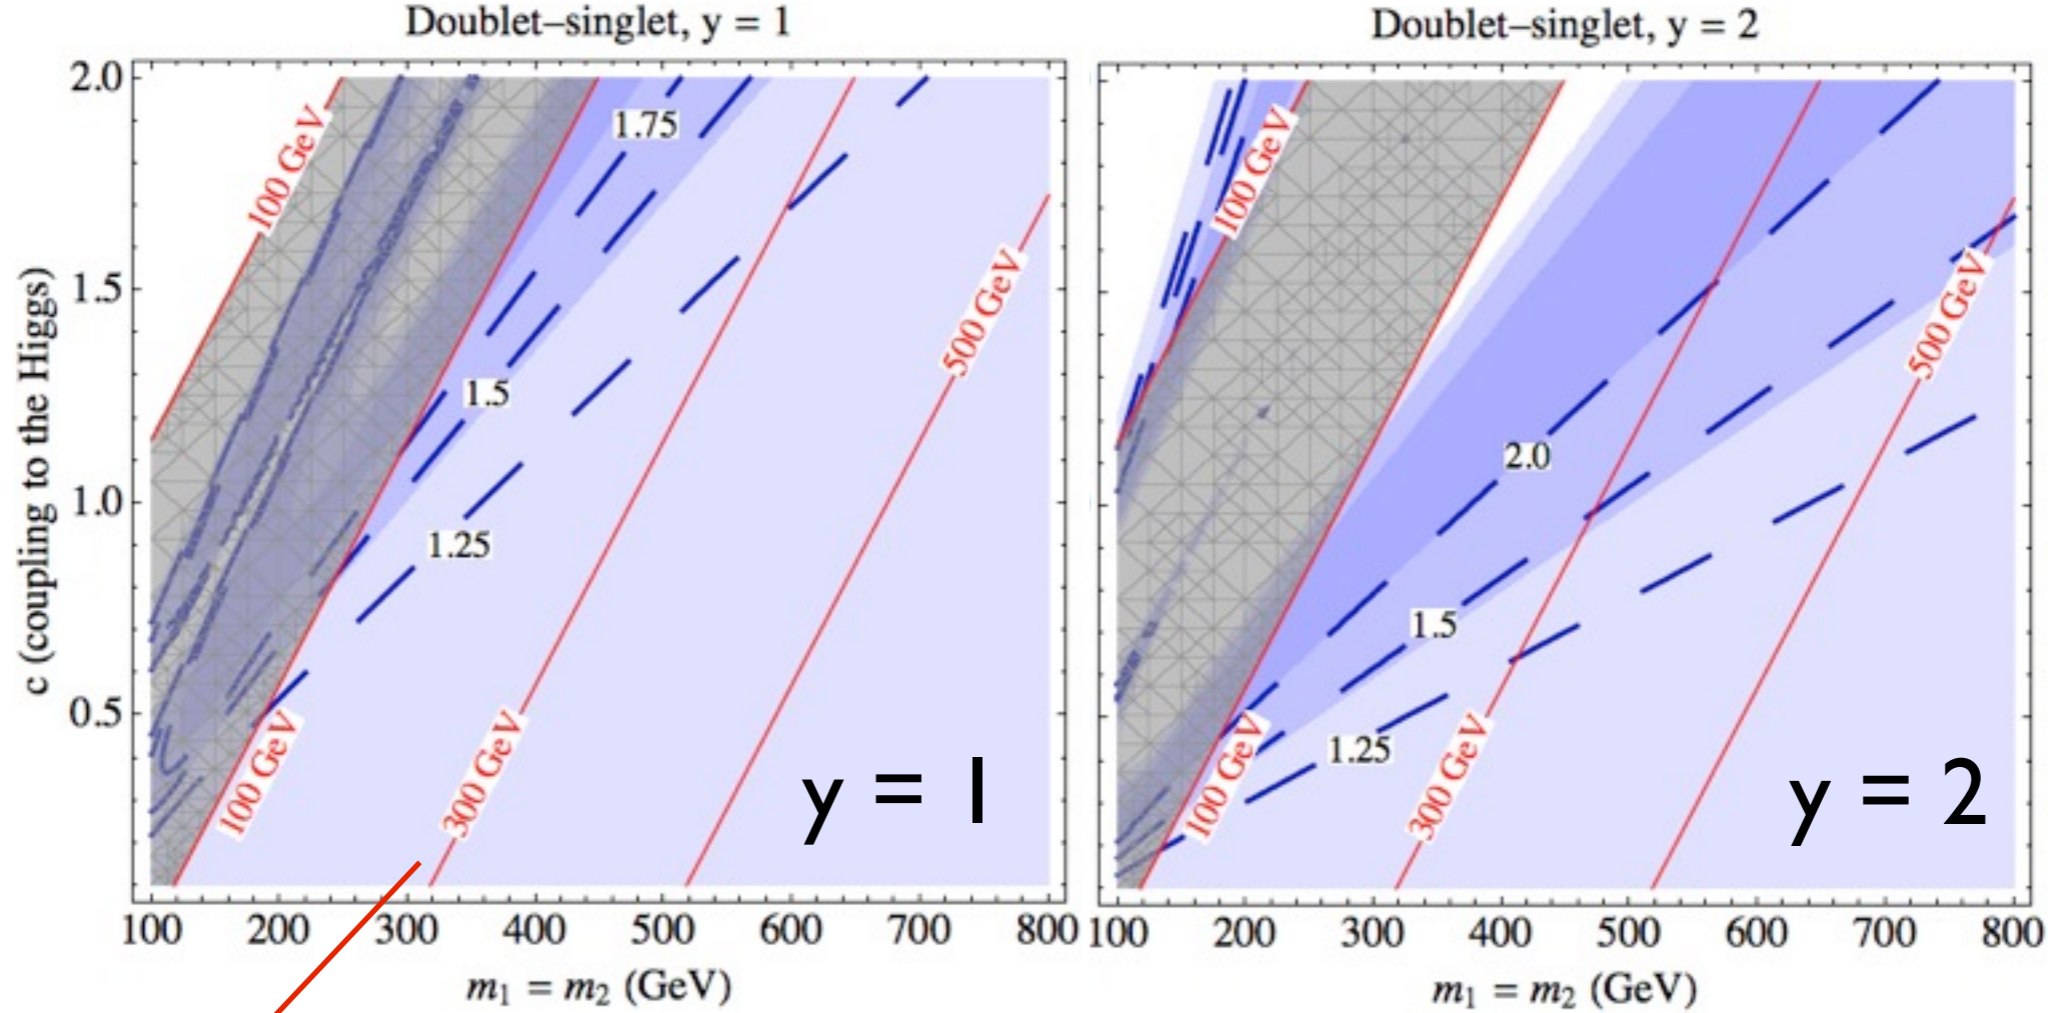 Doublet–singlet, y = 1
c (coupling to the Higgs)
2.0
1.5
1.0
0.5
100 GeV
1.75
1.5
1.25
500 GeV
100 GeV
300 GeV
y = 1
100 200 300 400 500 600 700 800
m₁ = m₂ (GeV)
Doublet–singlet, y = 2
100 GeV
2.0
1.5
1.25
500 GeV
100 GeV
300 GeV
y = 2
100 200 300 400 500 600 700 800
m₁ = m₂ (GeV)